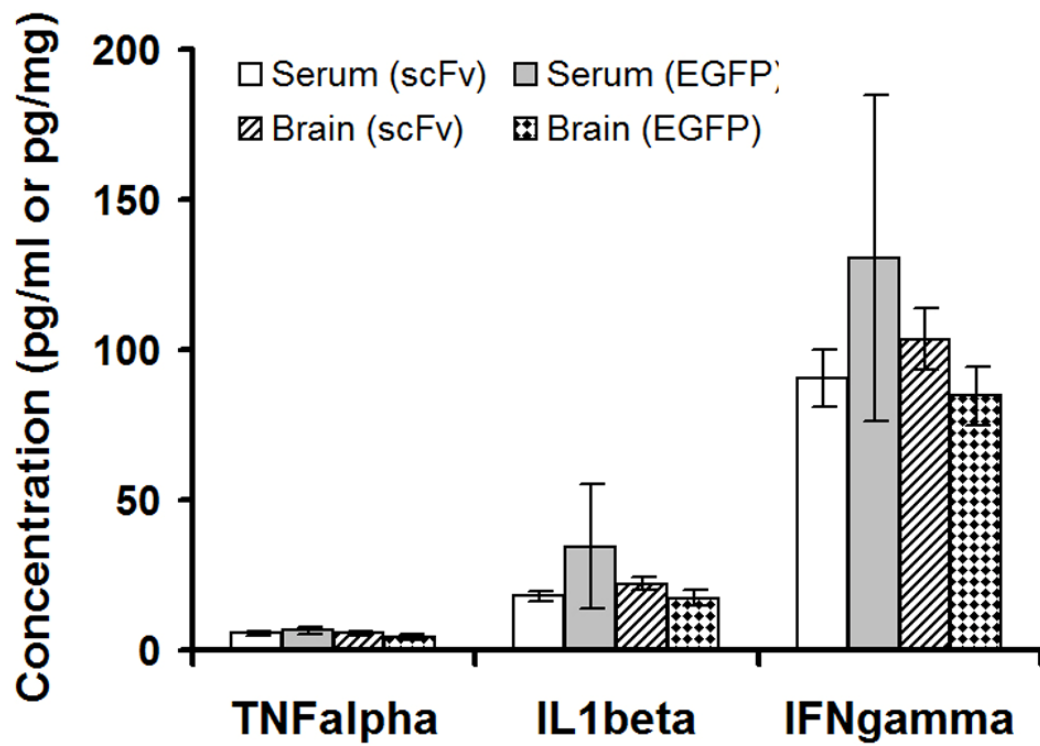 Concentration (pg/ml or pg/mg)
200
150
100
50
0
Serum (scFv) Serum (EGFP)
Brain (scFv) Brain (EGFP)
TNFalpha IL1beta IFNgamma